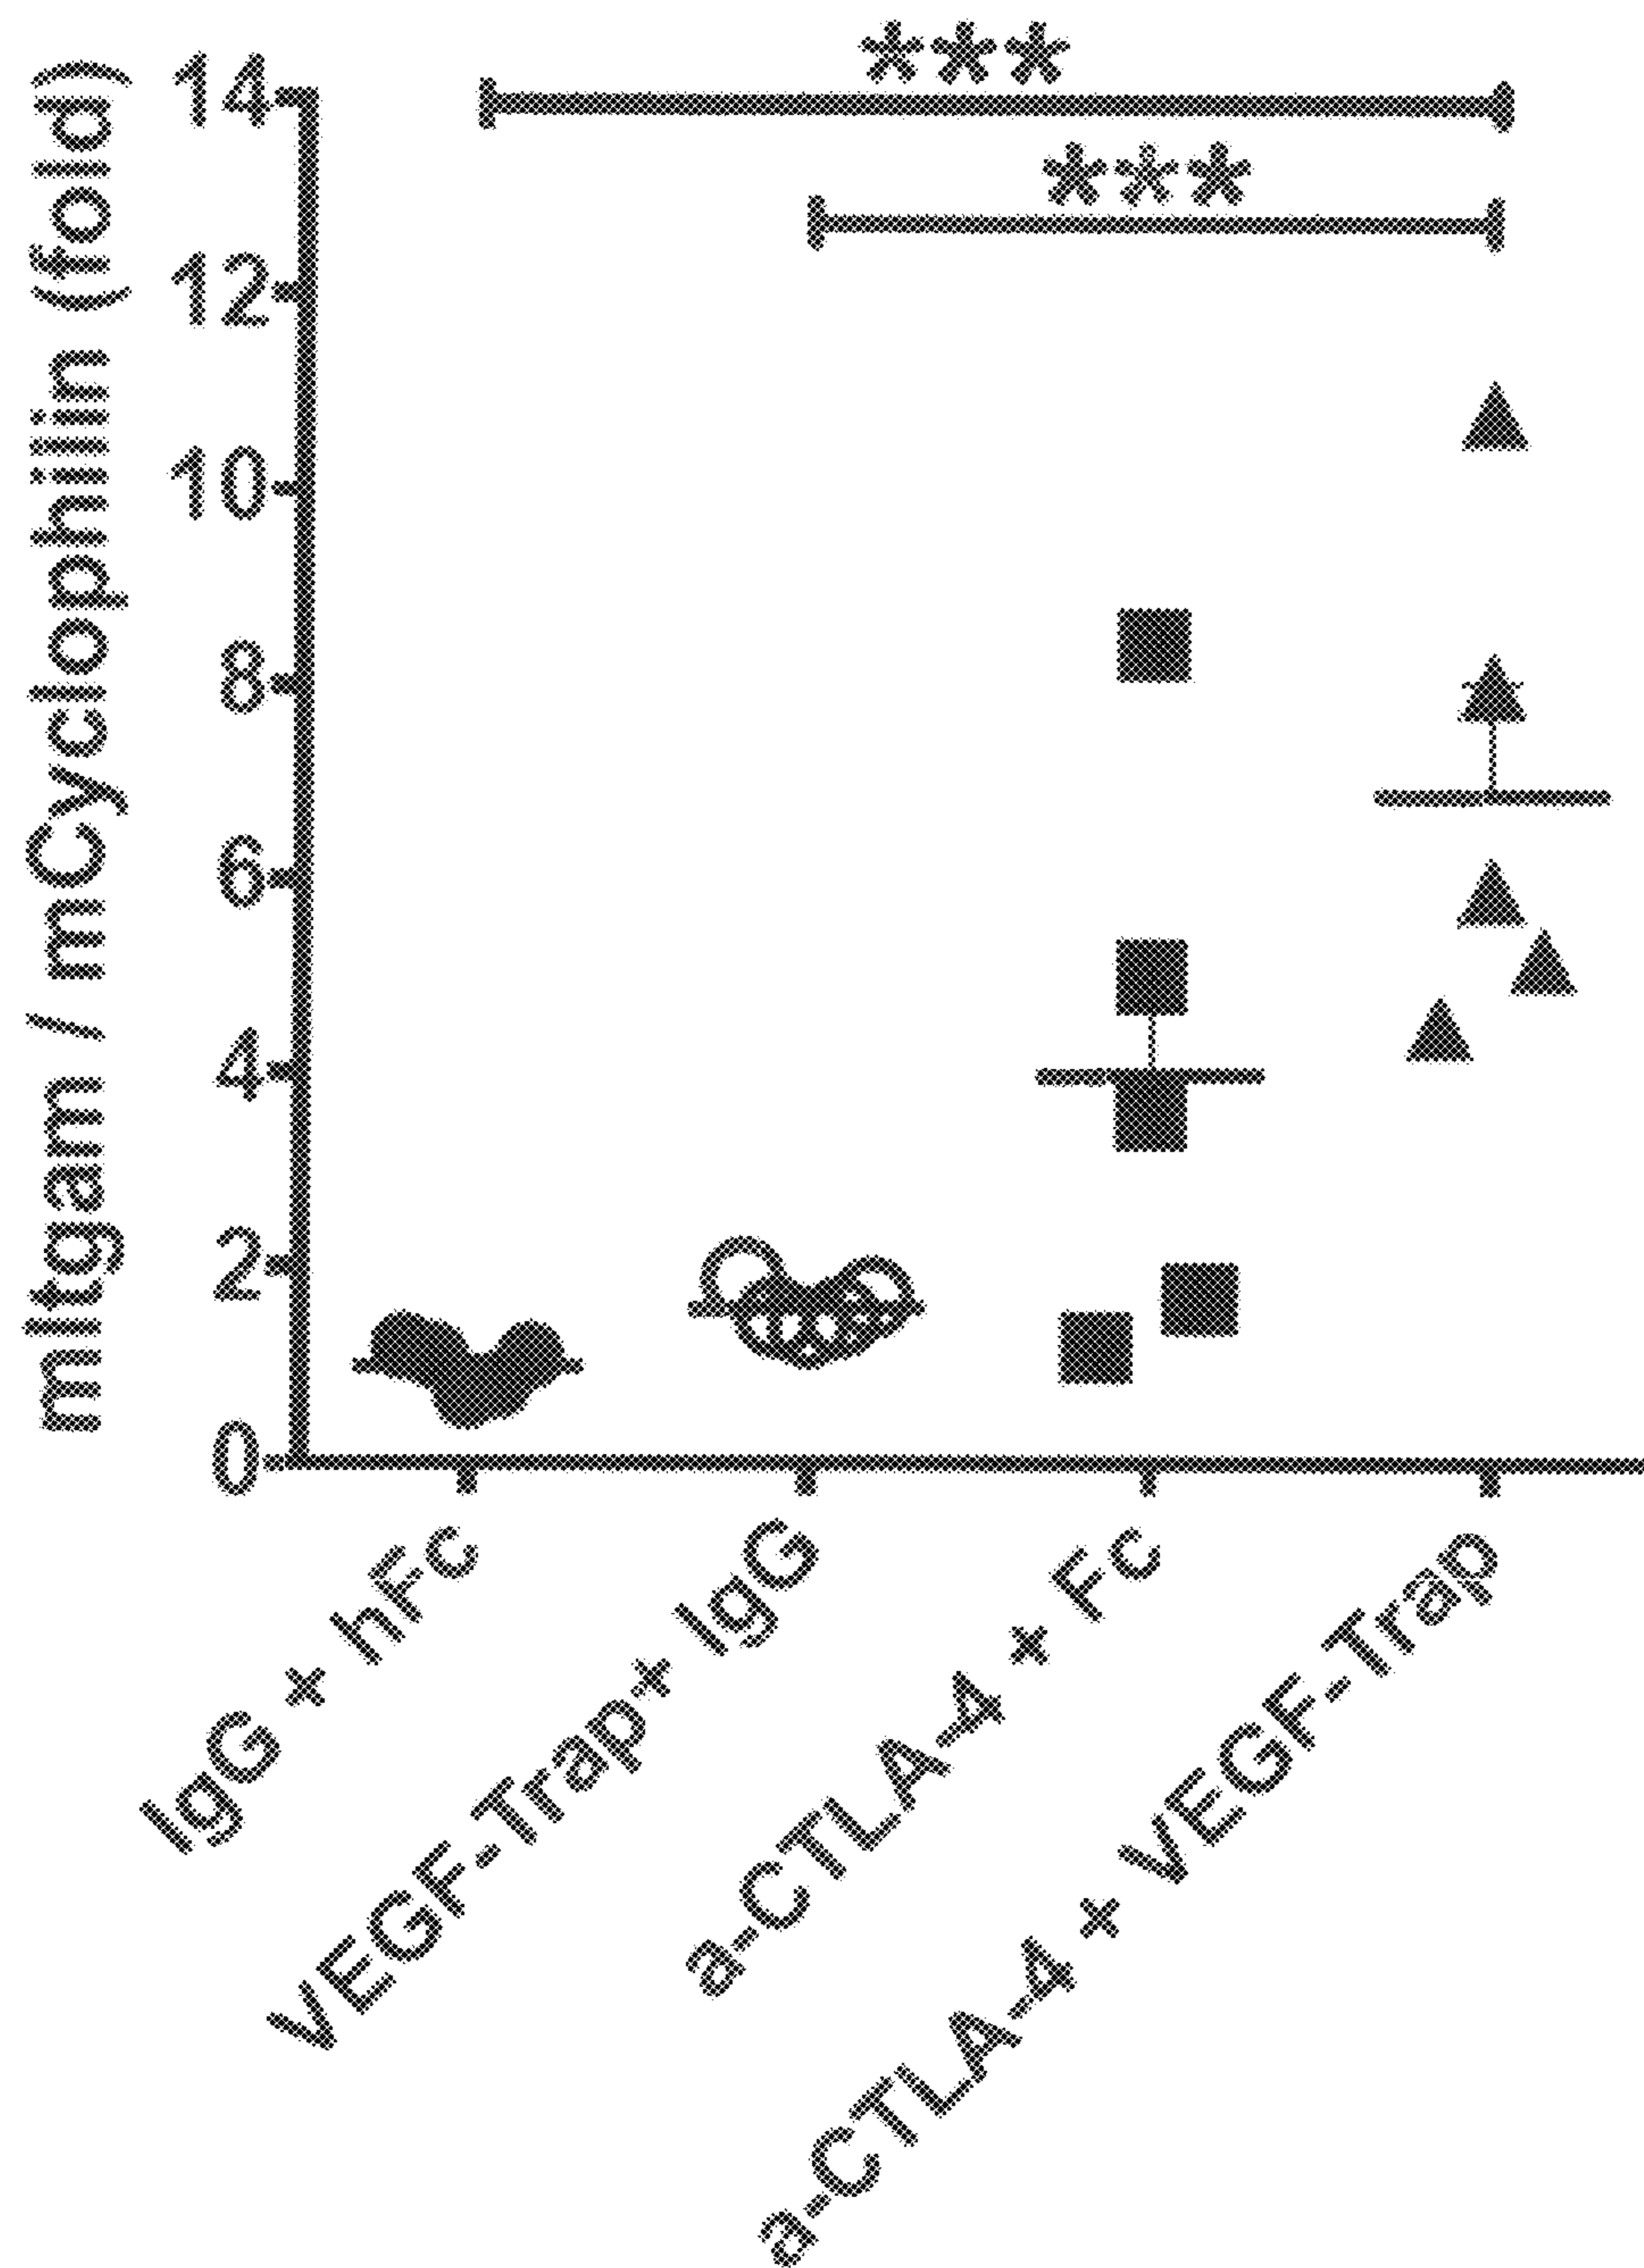 mItgam / mCyclophilin (fold)
14
12
10
8
6
4
2
0
***
***
IgG + hFc
VEGF-Trap+ IgG
a-CTLA-4 + Fc
a-CTLA-4 + VEGF-Trap